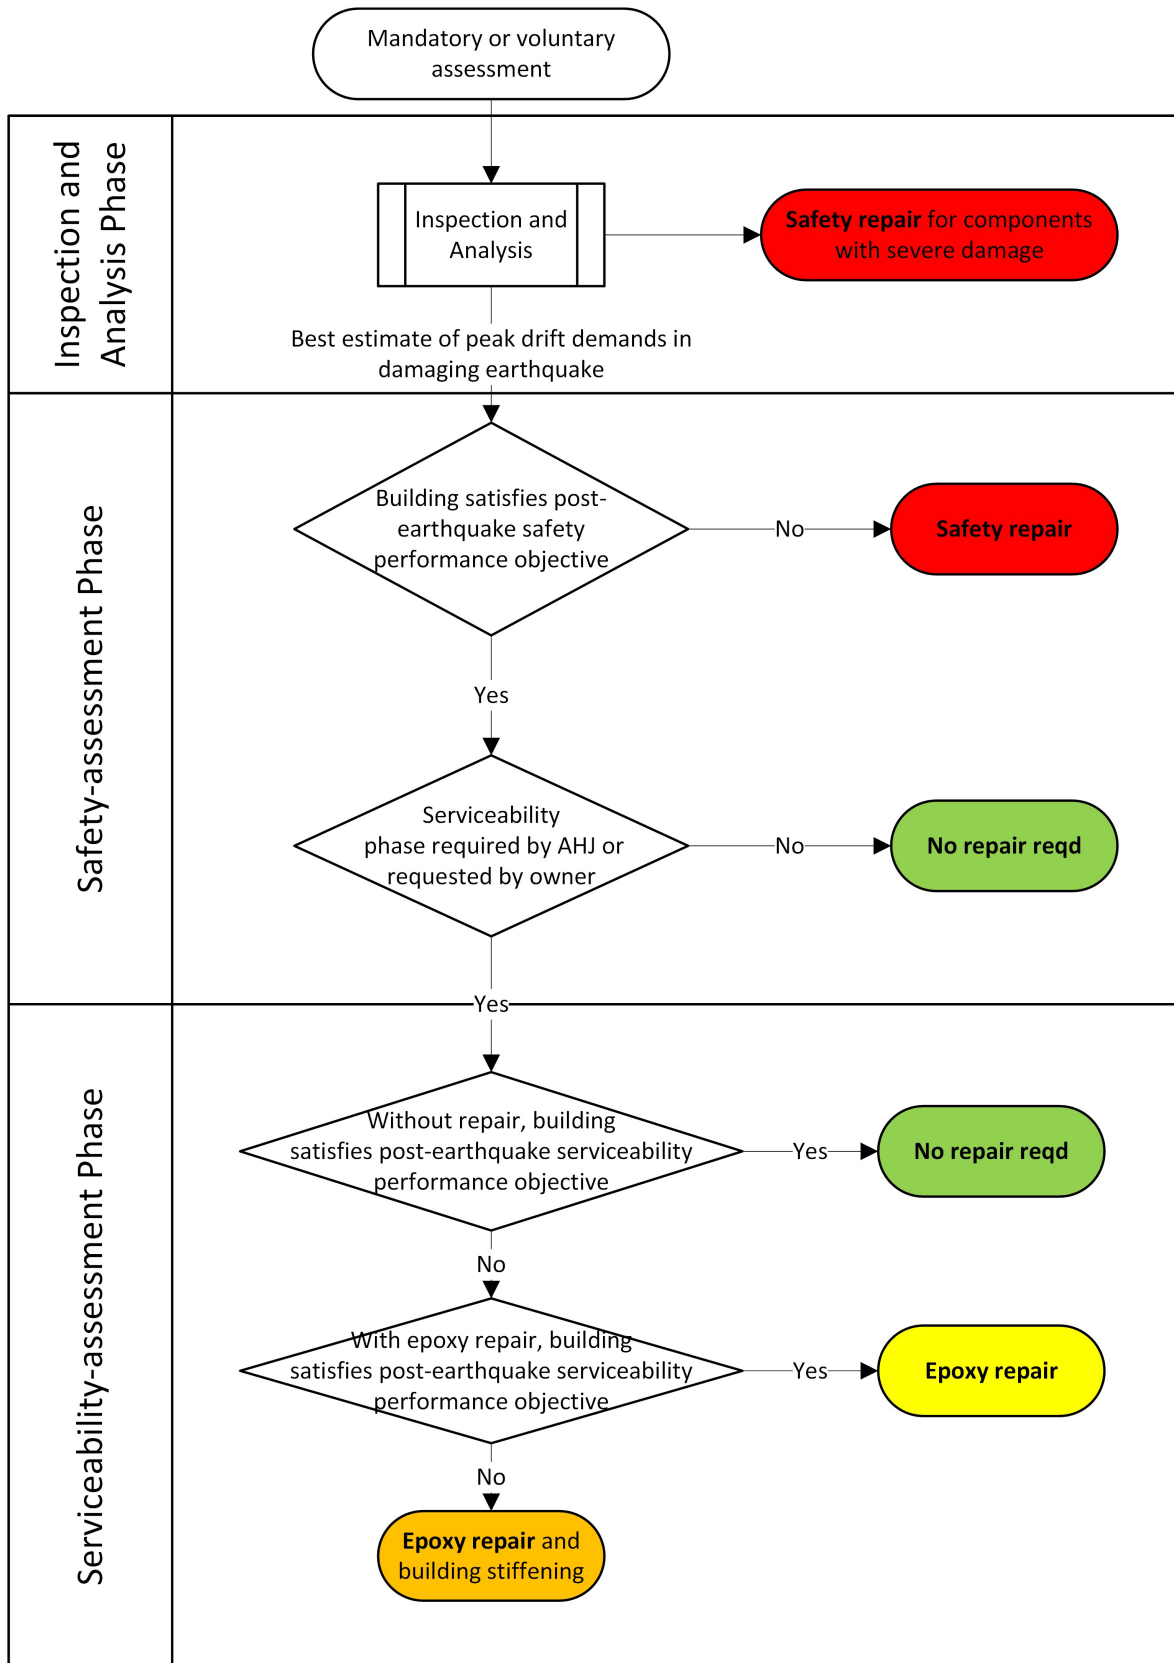 Mandatory or voluntary
assessment
Inspection and
Analysis Phase
Inspection and
Analysis
Safety repair for components
with severe damage
Best estimate of peak drift demands in
damaging earthquake
Safety-assessment Phase
Building satisfies post-
earthquake safety
performance objective
No
Safety repair
Yes
Serviceability
phase required by AHJ or
requested by owner
No
No repair reqd
Yes
Serviceability-assessment Phase
Without repair, building
satisfies post-earthquake serviceability
performance objective
Yes
No repair reqd
No
With epoxy repair, building
satisfies post-earthquake serviceability
performance objective
Yes
Epoxy repair
No
Epoxy repair and
building stiffening